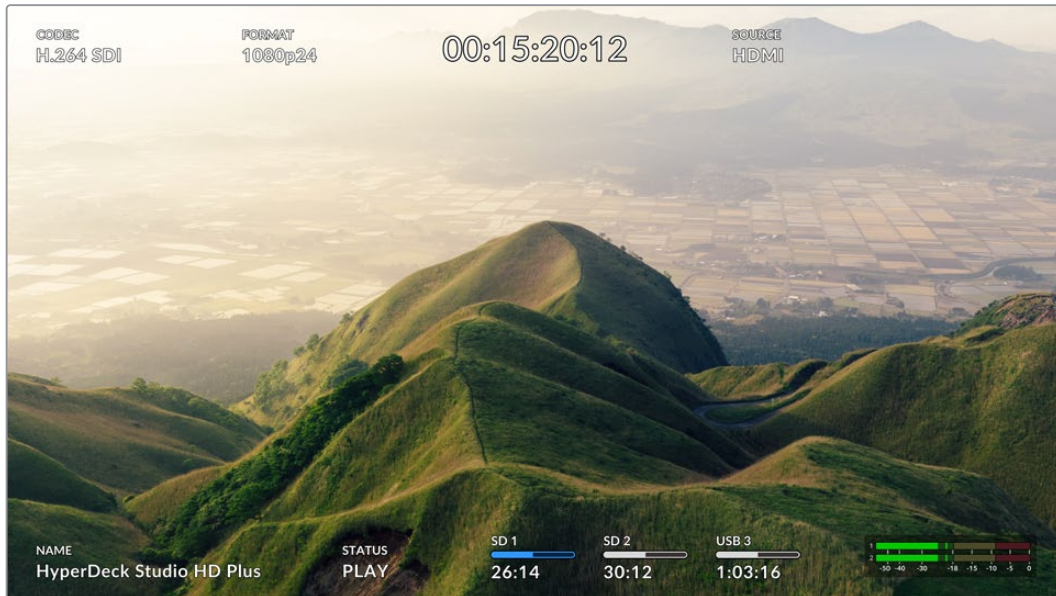 CODEC
H.264 SDI
FORMAT
1080p24
00:15:20:12
SOURCE
HDMI
NAME
HyperDeck Studio HD Plus
STATUS
PLAY
SD 1
26:14
SD 2
30:12
USB 3
1:03:16
1
2
-50 -40 -30 -18 -15 -10 -5 0